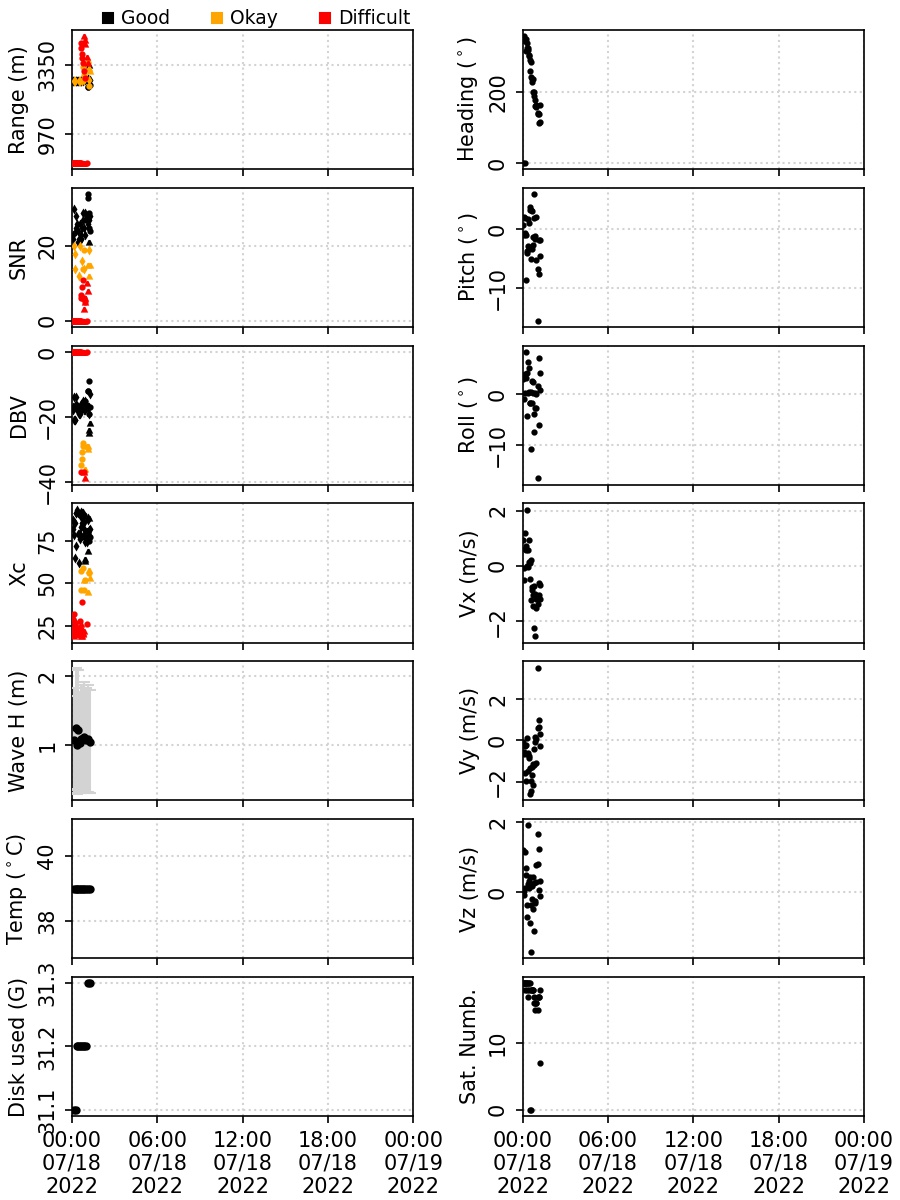 Good Okay Difficult
Range (m)
3350
970
Heading (°)
200
0
SNR
20
0
Pitch (°)
0
−10
DBV
0
−20
−40
Roll (°)
0
−10
Xc
75
50
25
Vx (m/s)
2
0
−2
Wave H (m)
2
1
Vy (m/s)
2
0
−2
Temp (°C)
40
38
Vz (m/s)
2
0
Disk used (G)
31.3
31.2
31.1
Sat. Numb.
10
0
00:00 06:00 12:00 18:00 00:00
07/18 07/18 07/18 07/18 07/19
2022 2022 2022 2022 2022
00:00 06:00 12:00 18:00 00:00
07/18 07/18 07/18 07/18 07/19
2022 2022 2022 2022 2022